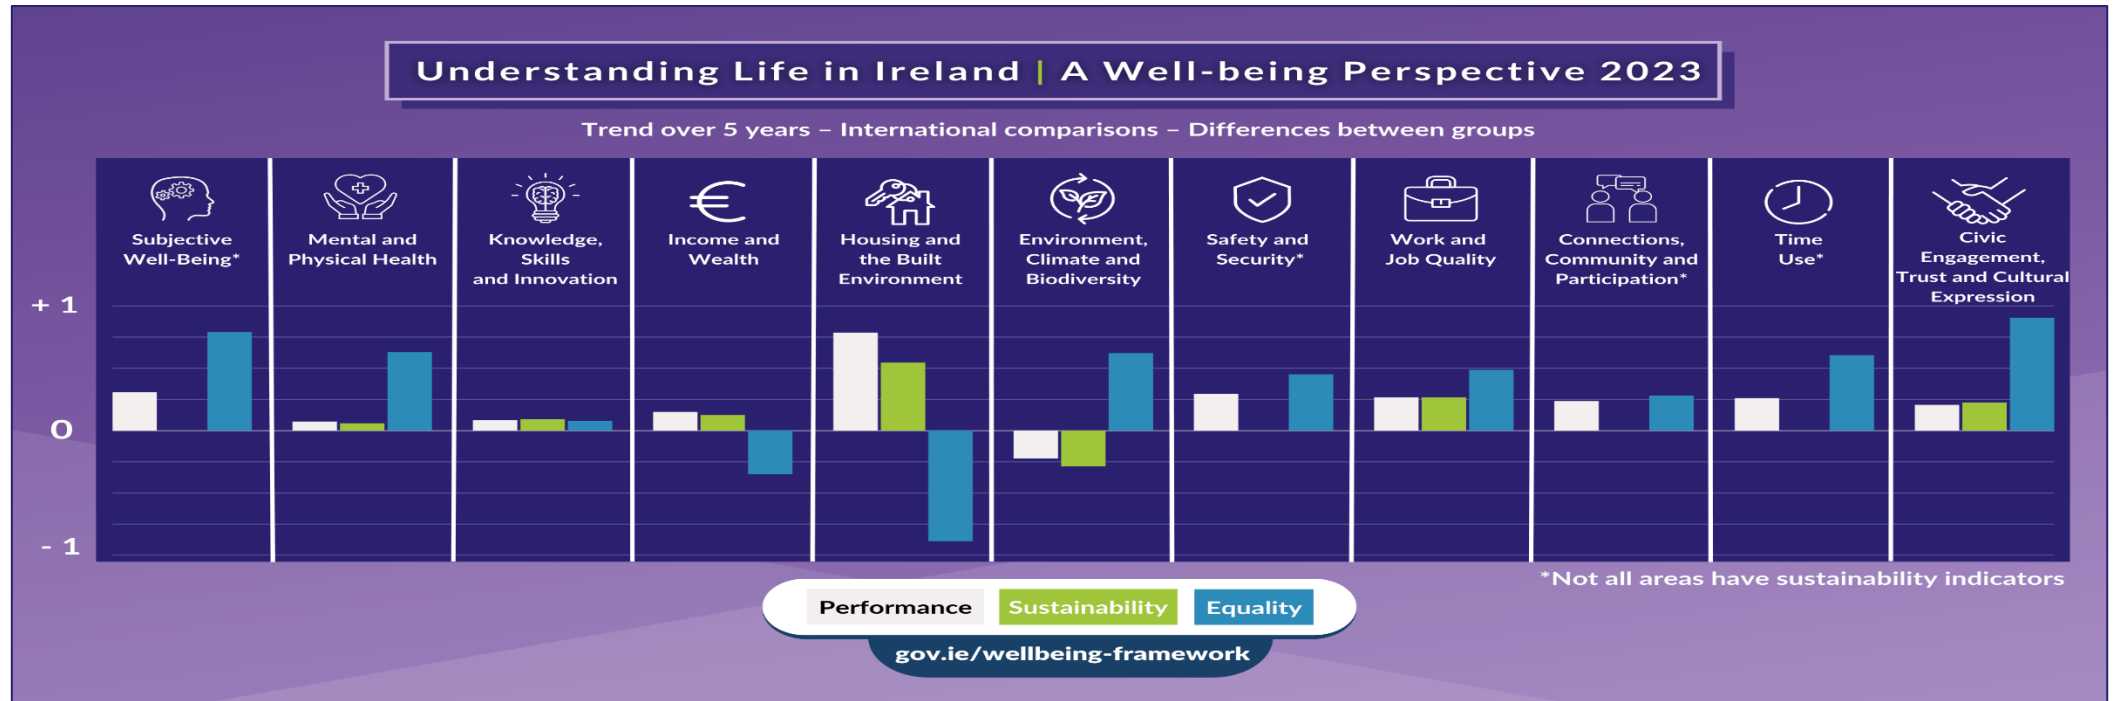 Understanding Life in Ireland | A Well-being Perspective 2023
Trend over 5 years – International comparisons – Differences between groups
Subjective
Well-Being*
Mental and
Physical Health
Knowledge,
Skills
and Innovation
Income and
Wealth
Housing and
the Built
Environment
Environment,
Climate and
Biodiversity
Safety and
Security*
Work and
Job Quality
Connections,
Community and
Participation*
Time
Use*
Civic
Engagement,
Trust and Cultural
Expression
+ 1
0
- 1
*Not all areas have sustainability indicators
Performance
Sustainability
Equality
gov.ie/wellbeing-framework